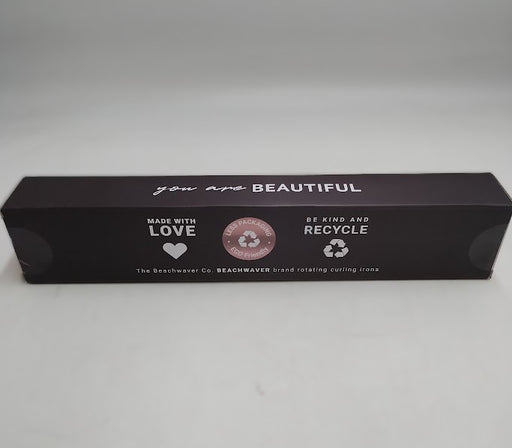 you are BEAUTIFUL
MADE WITH
LOVE
LESS PACKAGING
ECO Friendly
BE KIND AND
RECYCLE
The Beachwaver Co. BEACHWAVER brand rotating curling irons